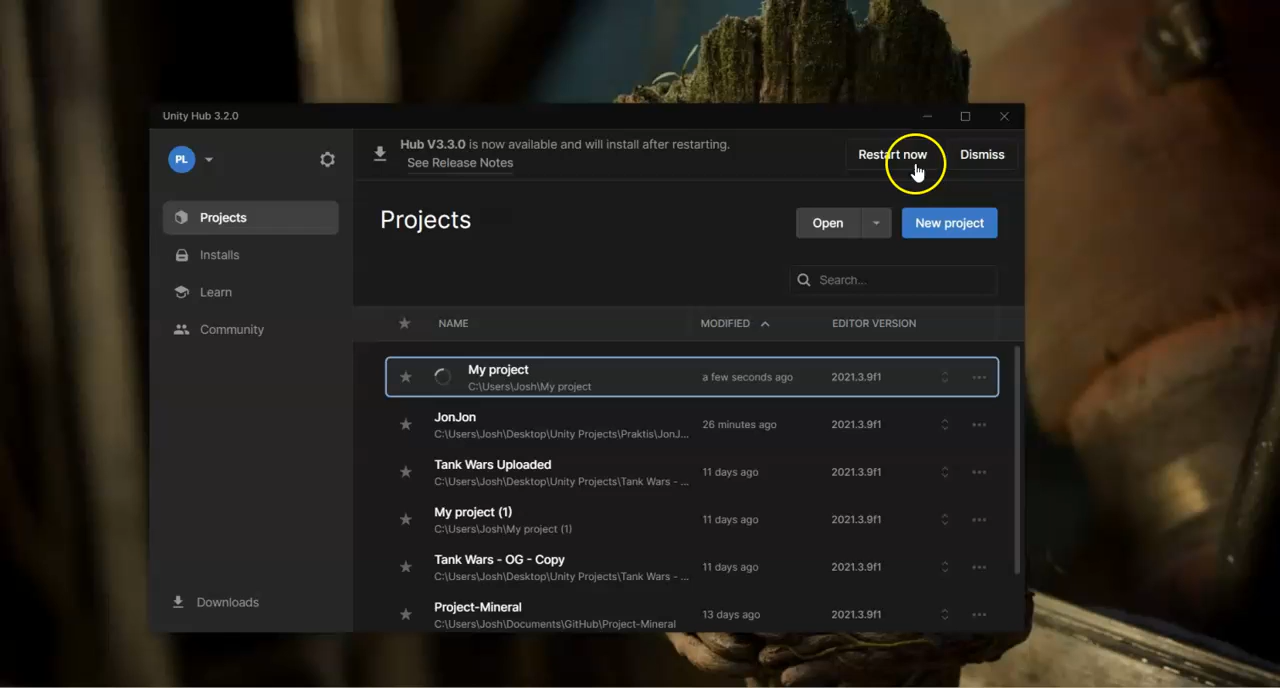 Unity Hub 3.2.0
PL
Hub V3.3.0 is now available and will install after restarting.
See Release Notes
Restart now
Dismiss
Projects
Installs
Learn
Community
Downloads
Projects
Open
New project
Search...
NAME
MODIFIED
EDITOR VERSION
My project
C:\Users\Josh\My project
a few seconds ago
2021.3.9f1
JonJon
C:\Users\Josh\Desktop\Unity Projects\Praktis\JonJ...
26 minutes ago
2021.3.9f1
Tank Wars Uploaded
C:\Users\Josh\Desktop\Unity Projects\Tank Wars - ...
11 days ago
2021.3.9f1
My project (1)
C:\Users\Josh\My project (1)
11 days ago
2021.3.9f1
Tank Wars - OG - Copy
C:\Users\Josh\Desktop\Unity Projects\Tank Wars - ...
11 days ago
2021.3.9f1
Project-Mineral
C:\Users\Josh\Documents\GitHub\Project-Mineral
13 days ago
2021.3.9f1